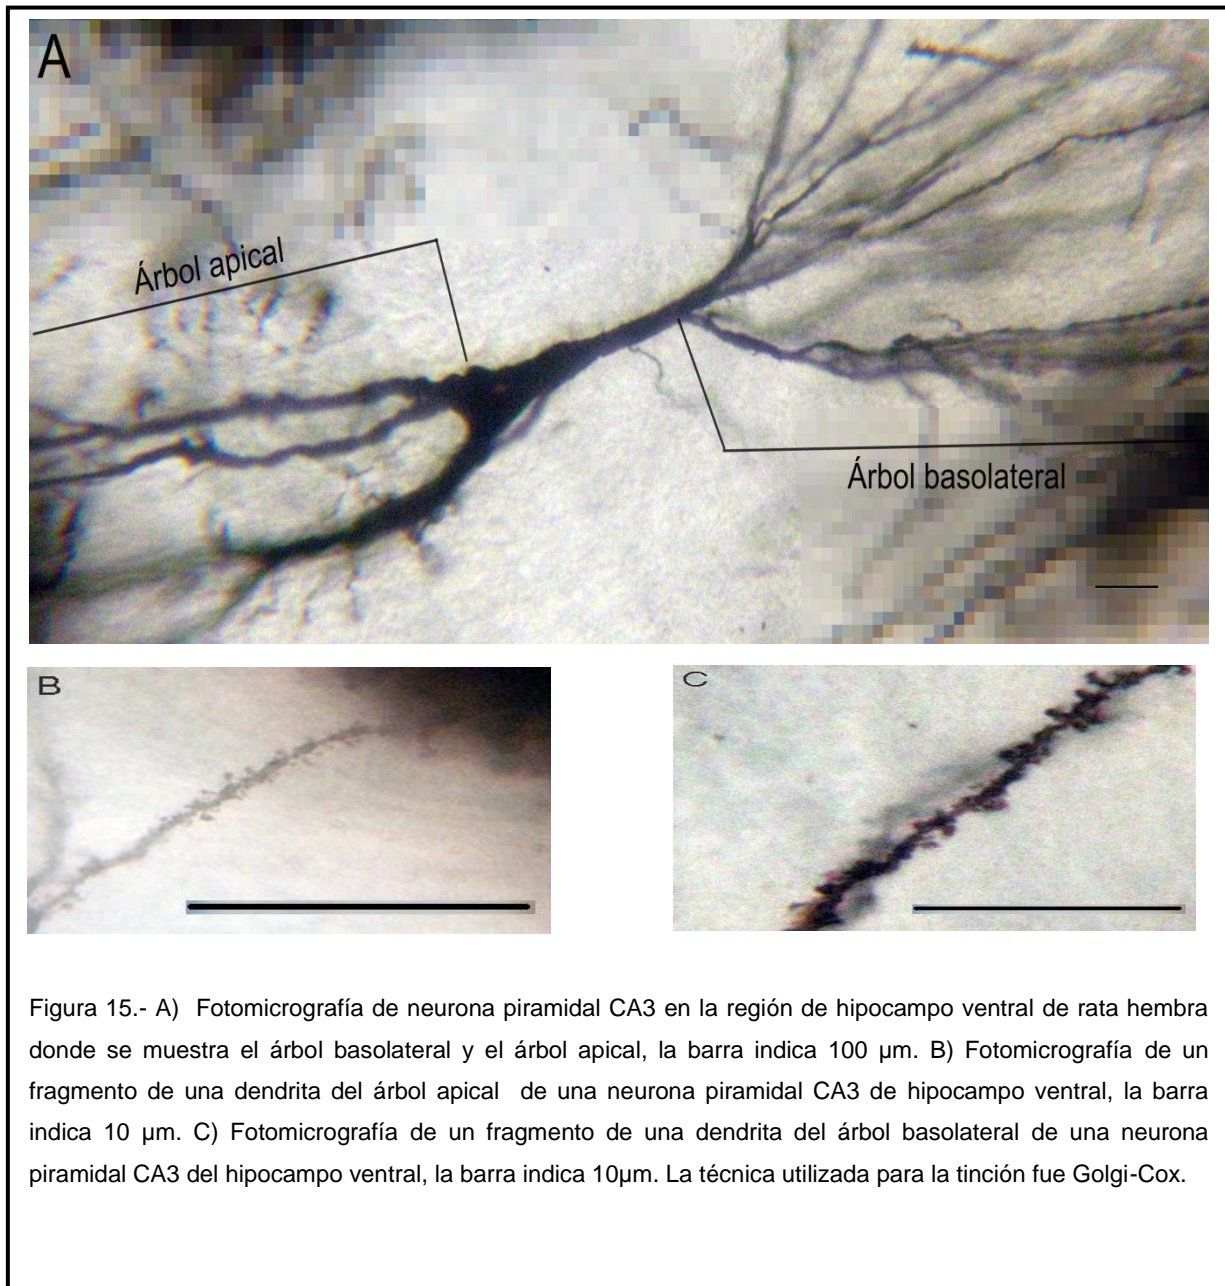 A
Árbol apical
Árbol basolateral
B
C
Figura 15.- A) Fotomicrografía de neurona piramidal CA3 en la región de hipocampo ventral de rata hembra
donde se muestra el árbol basolateral y el árbol apical, la barra indica 100 µm. B) Fotomicrografía de un
fragmento de una dendrita del árbol apical de una neurona piramidal CA3 de hipocampo ventral, la barra
indica 10 µm. C) Fotomicrografía de un fragmento de una dendrita del árbol basolateral de una neurona
piramidal CA3 del hipocampo ventral, la barra indica 10µm. La técnica utilizada para la tinción fue Golgi-Cox.